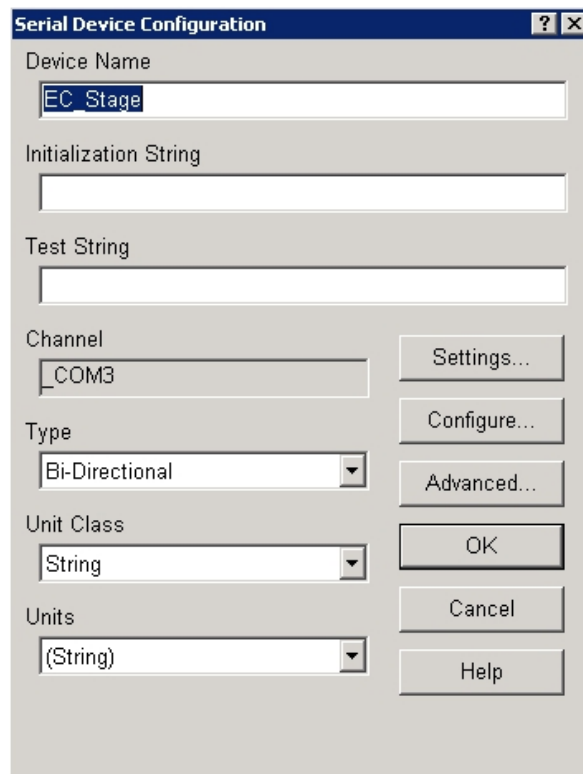 Serial Device Configuration
Device Name
EC_Stage
Initialization String
Test String
Channel
_COM3
Settings...
Type
Configure...
Bi-Directional
Advanced...
Unit Class
String
OK
Units
Cancel
(String)
Help